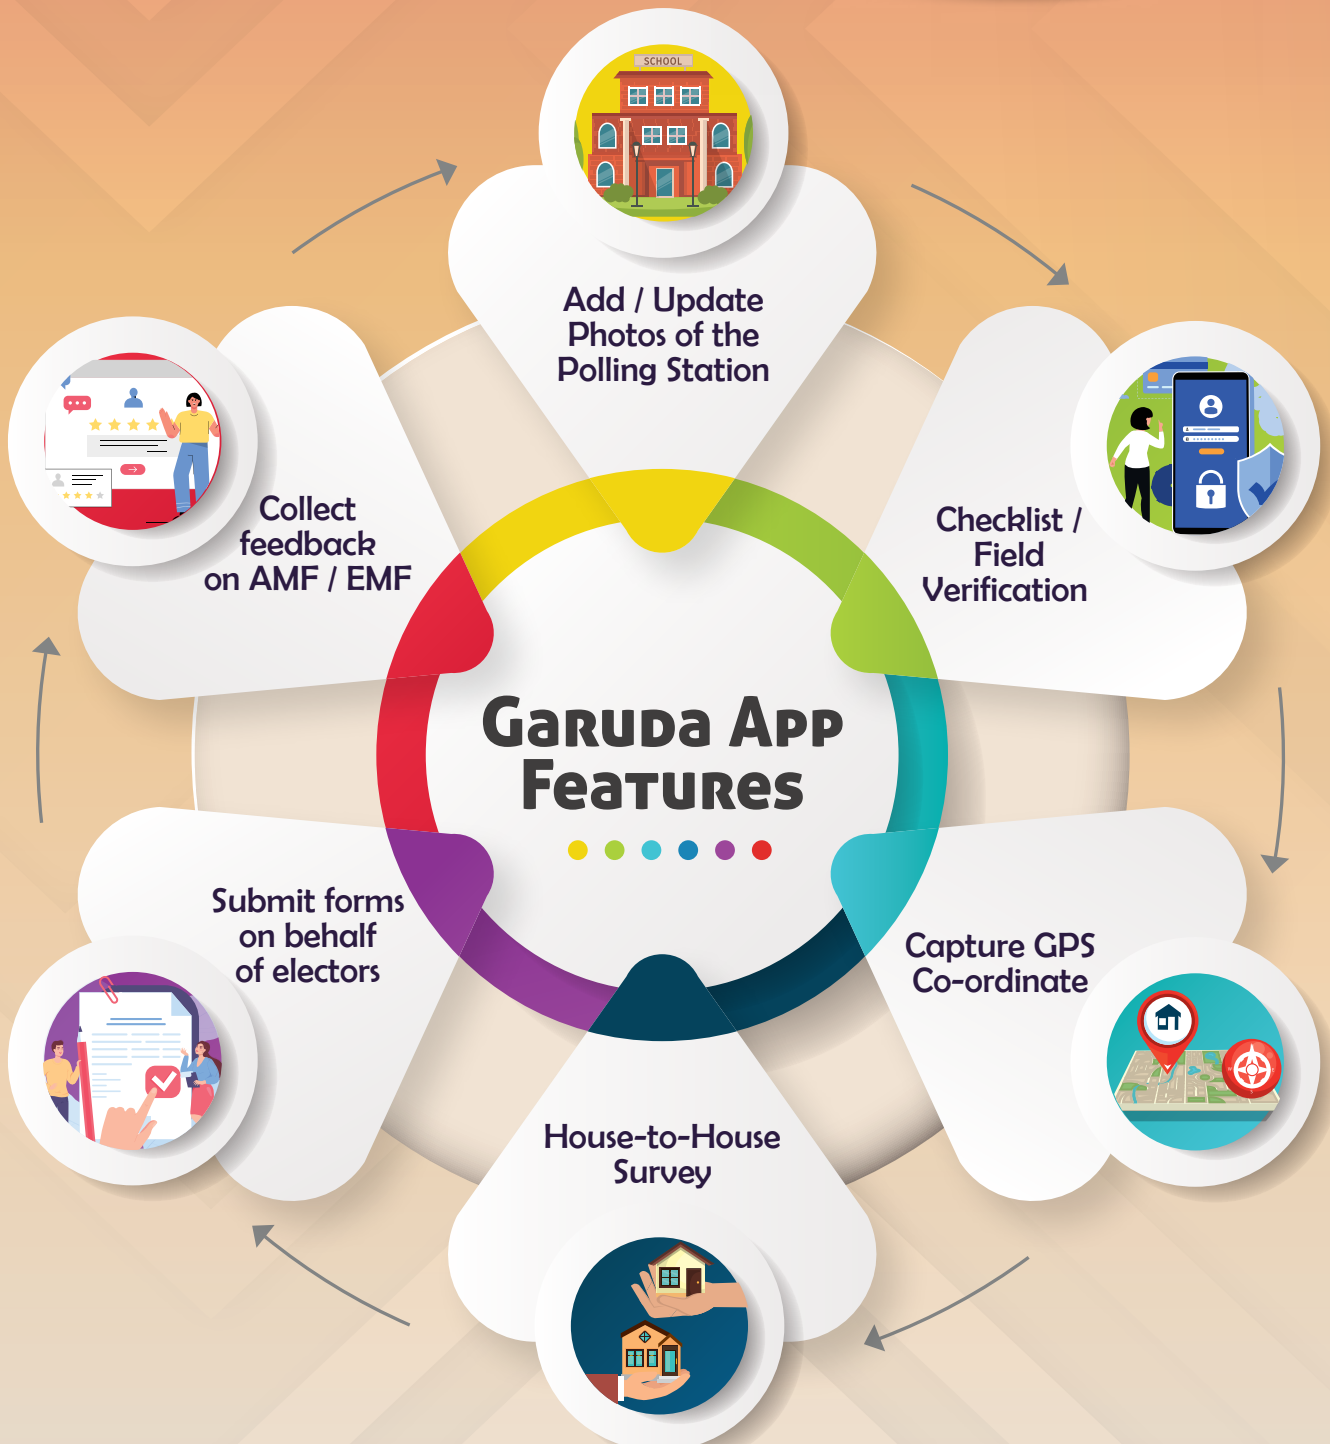 SCHOOL
Add / Update
Photos of the
Polling Station
Checklist /
Field
Verification
Capture GPS
Co-ordinate
House-to-House
Survey
Submit forms
on behalf
of electors
Collect
feedback
on AMF / EMF
Garuda App
Features